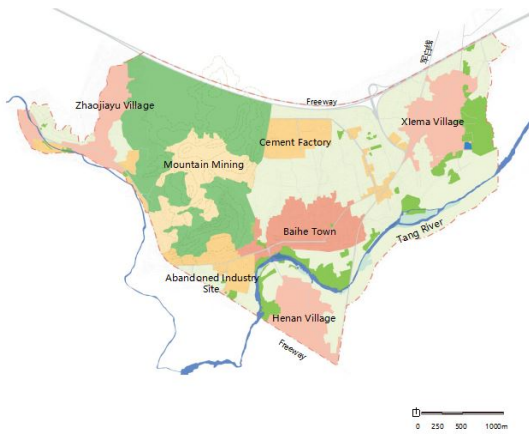 Freeway
Zhaojiayu Village
XIema Village
Cement Factory
Mountain Mining
Baihe Town
Tang River
Abandoned Industry
Site
Henan Village
Freeway
0 250 500 1000m